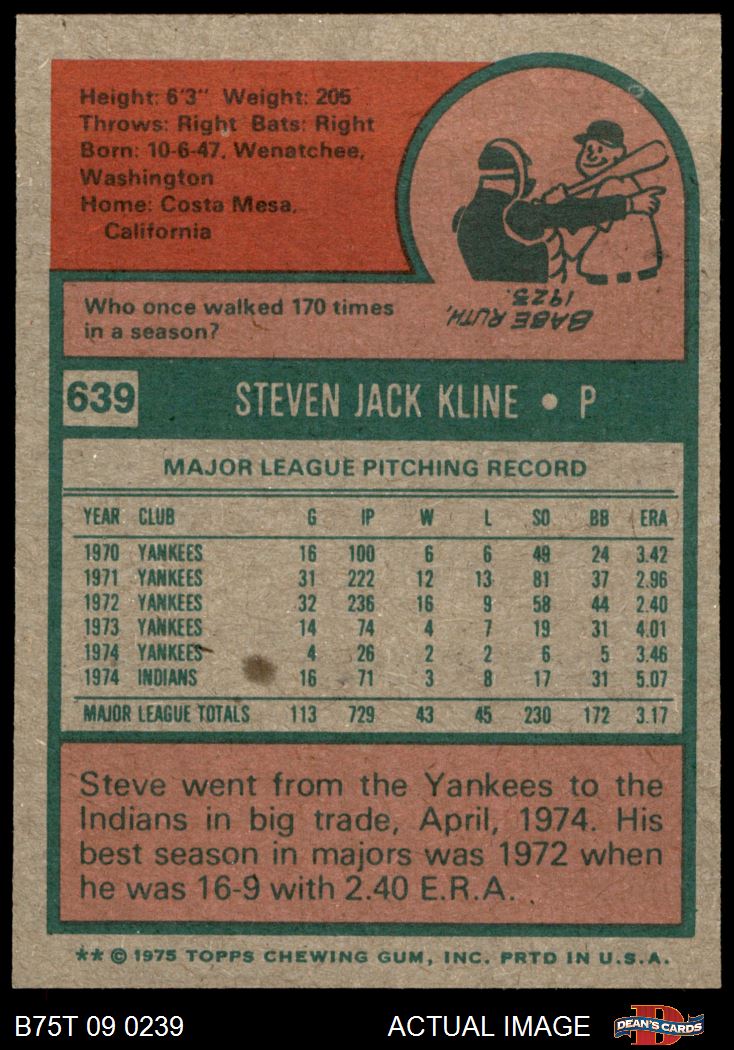 Height: 6'3" Weight: 205
Throws: Right Bats: Right
Born: 10-6-47, Wenatchee,
Washington
Home: Costa Mesa,
California
Who once walked 170 times
in a season?
BABE RUTH,
1923.
639 STEVEN JACK KLINE • P
MAJOR LEAGUE PITCHING RECORD
YEAR CLUB G IP W L SO BB ERA
1970 YANKEES 16 100 6 6 49 24 3.42
1971 YANKEES 31 222 12 13 81 37 2.96
1972 YANKEES 32 236 16 9 58 44 2.40
1973 YANKEES 14 74 4 7 19 31 4.01
1974 YANKEES 4 26 2 2 6 5 3.46
1974 INDIANS 16 71 3 8 17 31 5.07
MAJOR LEAGUE TOTALS 113 729 43 45 230 172 3.17
Steve went from the Yankees to the
Indians in big trade, April, 1974. His
best season in majors was 1972 when
he was 16-9 with 2.40 E.R.A.
** © 1975 TOPPS CHEWING GUM, INC. PRTD IN U.S.A.
B75T 09 0239 ACTUAL IMAGE DEAN'S CARDS